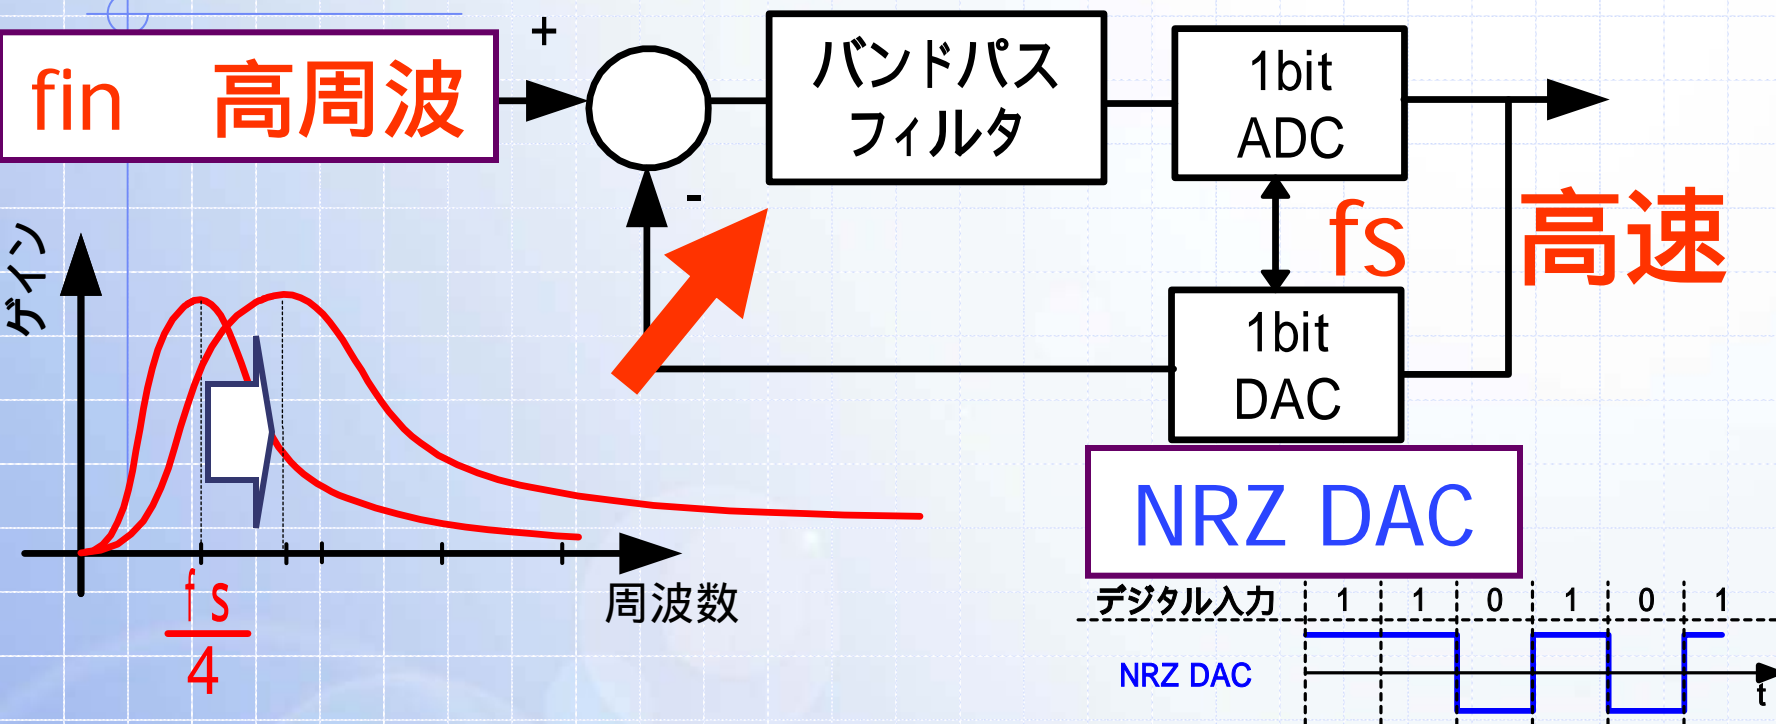 +
fin 高周波
バンドパス
フィルタ
1bit
ADC
-
fs 高速
ゲイン
1bit
DAC
NRZ DAC
周波数
fs
4
デジタル入力 1 1 0 1 0 1
NRZ DAC
t